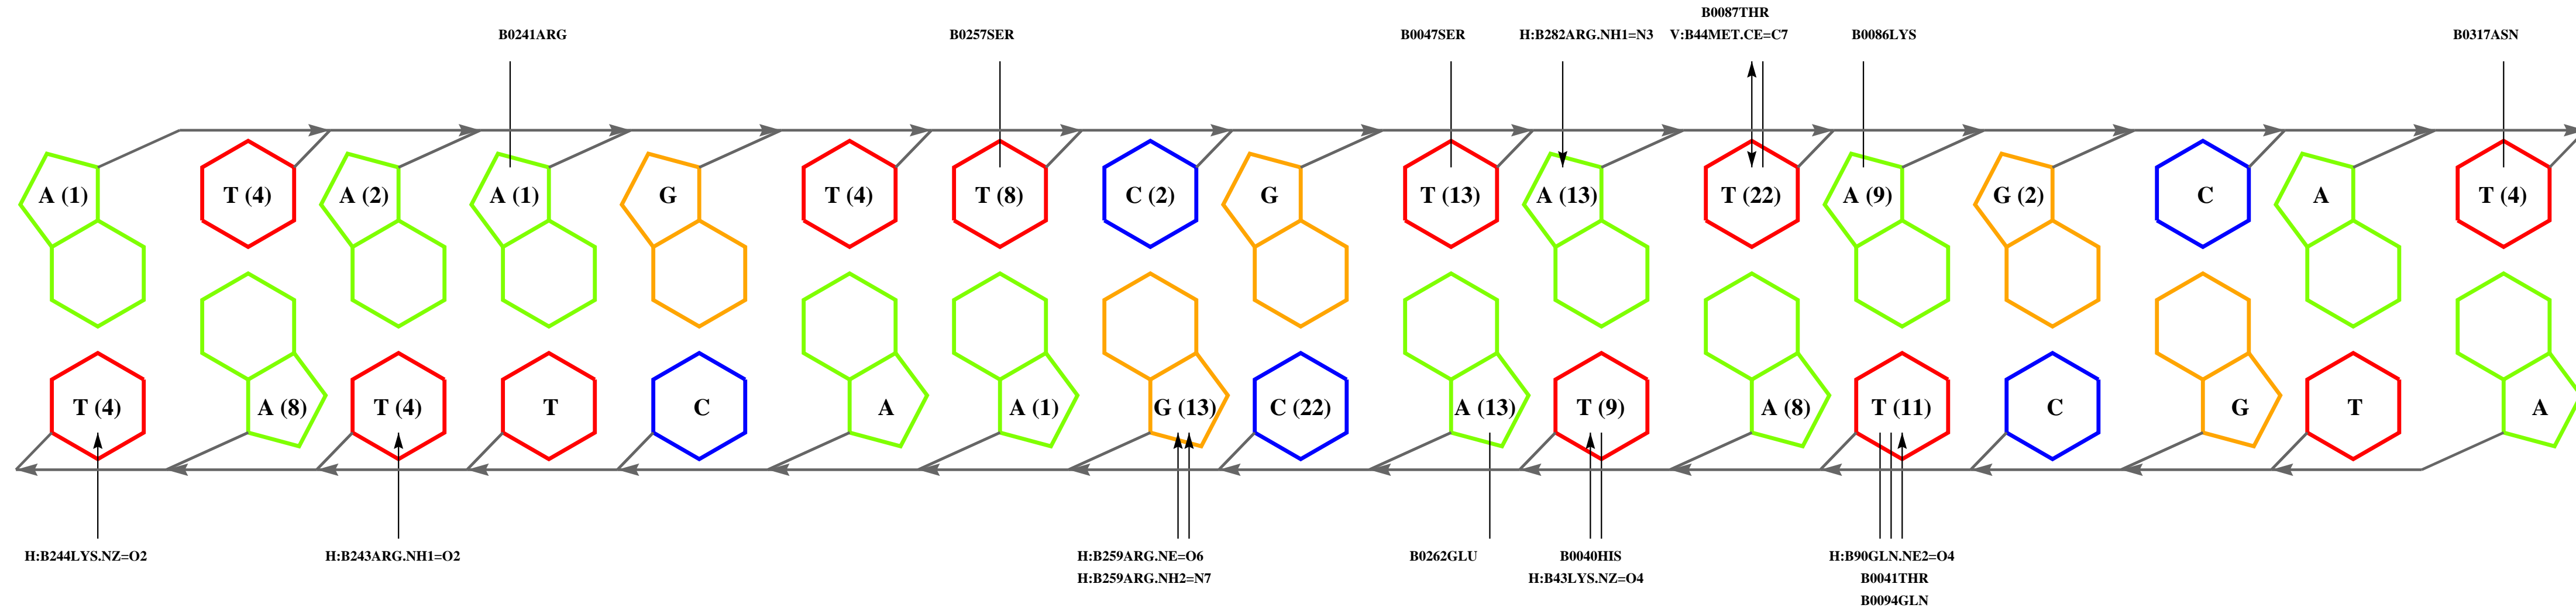 B0087THR
B0241ARG B0257SER B0047SER H:B282ARG.NH1=N3 V:B44MET.CE=C7 B0086LYS B0317ASN
A (1) T (4) A (2) A (1) G T (4) T (8) C (2) G T (13) A (13) T (22) A (9) G (2) C A T (4)
T (4) A (8) T (4) T C A A (1) G (13) C (22) A (13) T (9) A (8) T (11) C G T A
H:B244LYS.NZ=O2 H:B243ARG.NH1=O2 H:B259ARG.NE=O6 B0262GLU B0040HIS H:B90GLN.NE2=O4
H:B259ARG.NH2=N7 H:B43LYS.NZ=O4 B0041THR
B0094GLN